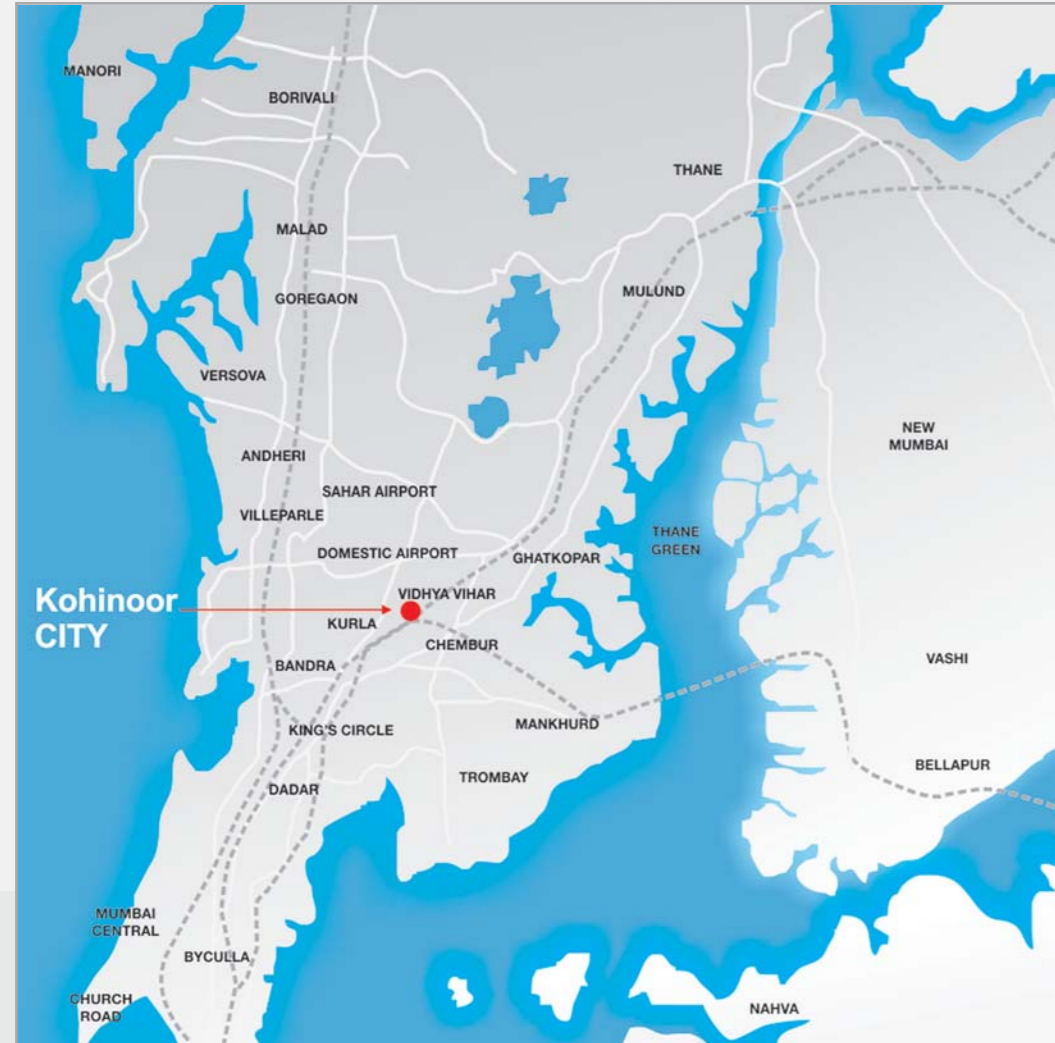 MANORI
BORIVALI
THANE
MALAD
MULUND
GOREGAON
VERSOVA
NEW
MUMBAI
ANDHERI
SAHAR AIRPORT
VILLEPARLE
THANE
GREEN
DOMESTIC AIRPORT
GHATKOPAR
VIDHYA VIHAR
Kohinoor
CITY
KURLA
CHEMBUR
BANDRA
VASHI
MANKHURD
KING'S CIRCLE
BELLAPUR
TROMBAY
DADAR
MUMBAI
CENTRAL
BYCULLA
CHURCH
ROAD
NAHVA